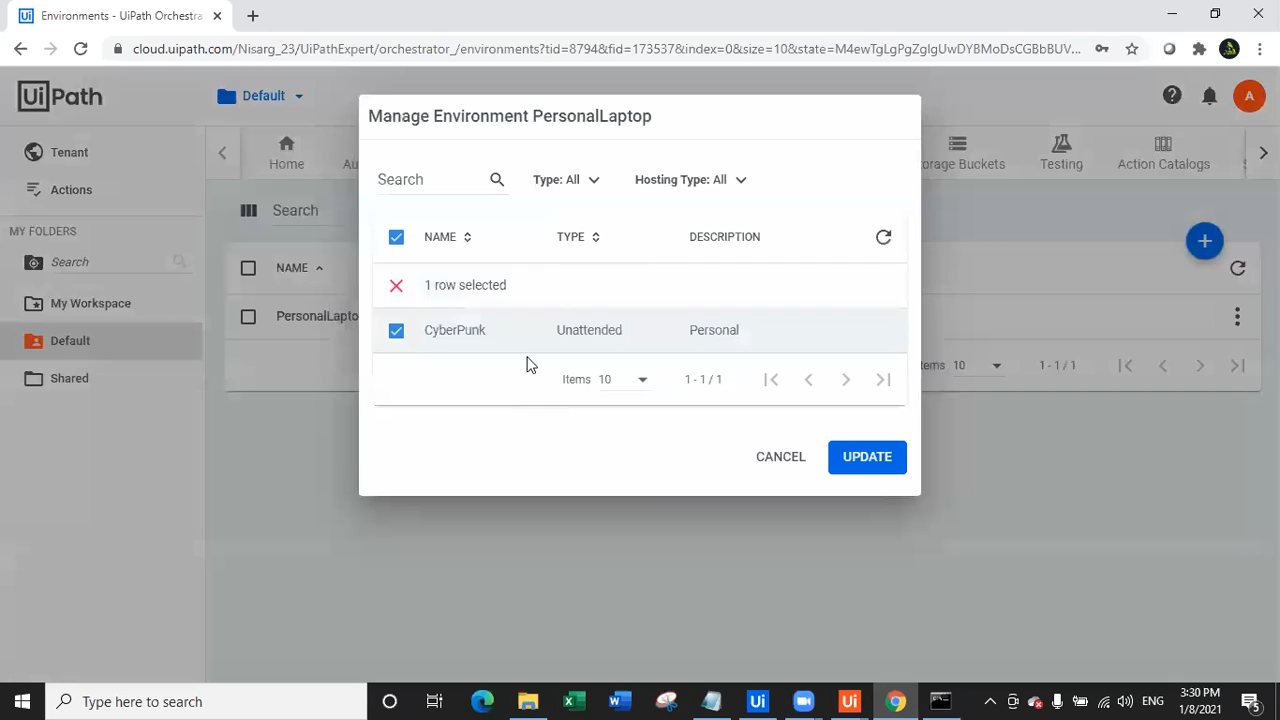 Environments - UiPath Orchestra
cloud.uipath.com/Nisarg_23/UiPathExpert/orchestrator_/environments?tid=8794&fid=173537&index=0&size=10&state=M4ewTgLgPgZgIgUwDYBMoDsCGBbBUV...
UiPath
Default
A
Manage Environment PersonalLaptop
Tenant
Home
Au
orage Buckets
Testing
Action Catalogs
Actions
Search
Type: All
Hosting Type: All
Search
MY FOLDERS
NAME
TYPE
DESCRIPTION
Search
NAME
1 row selected
My Workspace
PersonalLapto
CyberPunk
Unattended
Personal
Default
Items 10
1 - 1 / 1
tems 10
1 - 1 / 1
Shared
CANCEL
UPDATE
Type here to search
ENG
3:30 PM
1/8/2021
5